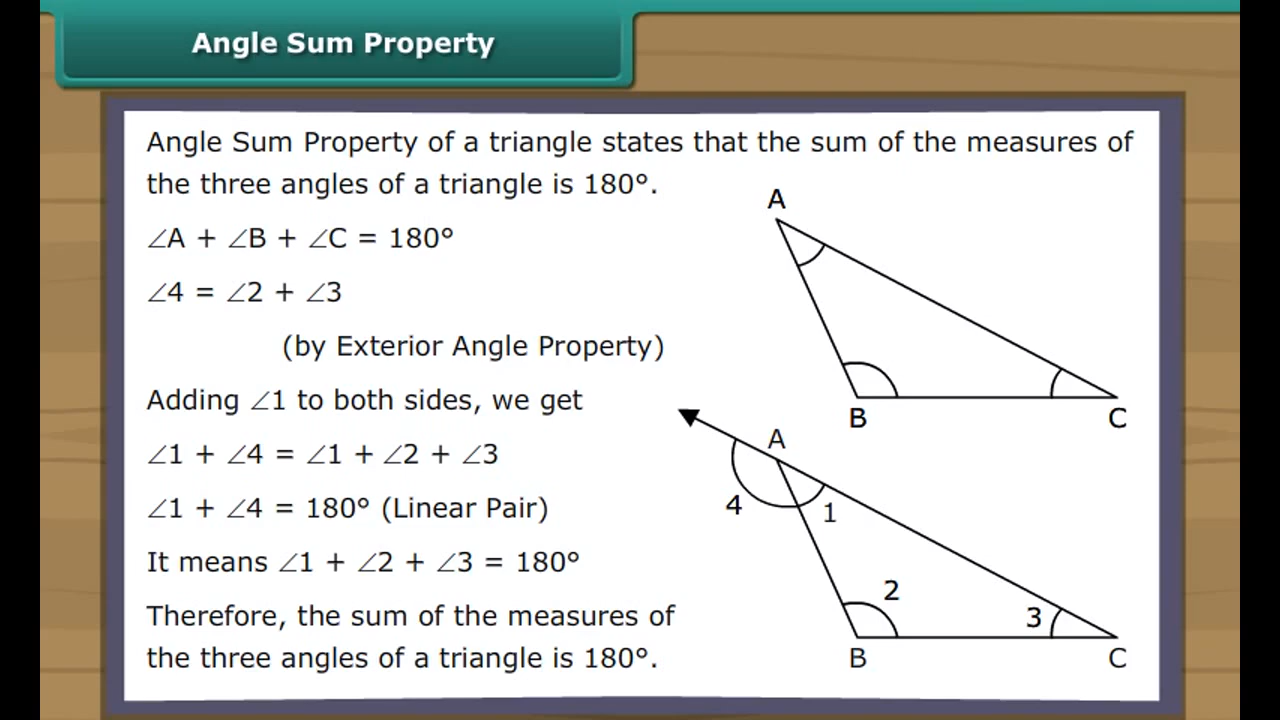 Angle Sum Property
Angle Sum Property of a triangle states that the sum of the measures of
the three angles of a triangle is 180°.
∠A + ∠B + ∠C = 180°
∠4 = ∠2 + ∠3
(by Exterior Angle Property)
Adding ∠1 to both sides, we get
∠1 + ∠4 = ∠1 + ∠2 + ∠3
∠1 + ∠4 = 180° (Linear Pair)
It means ∠1 + ∠2 + ∠3 = 180°
Therefore, the sum of the measures of
the three angles of a triangle is 180°.
A
B C
A
4 1
2
3
B C